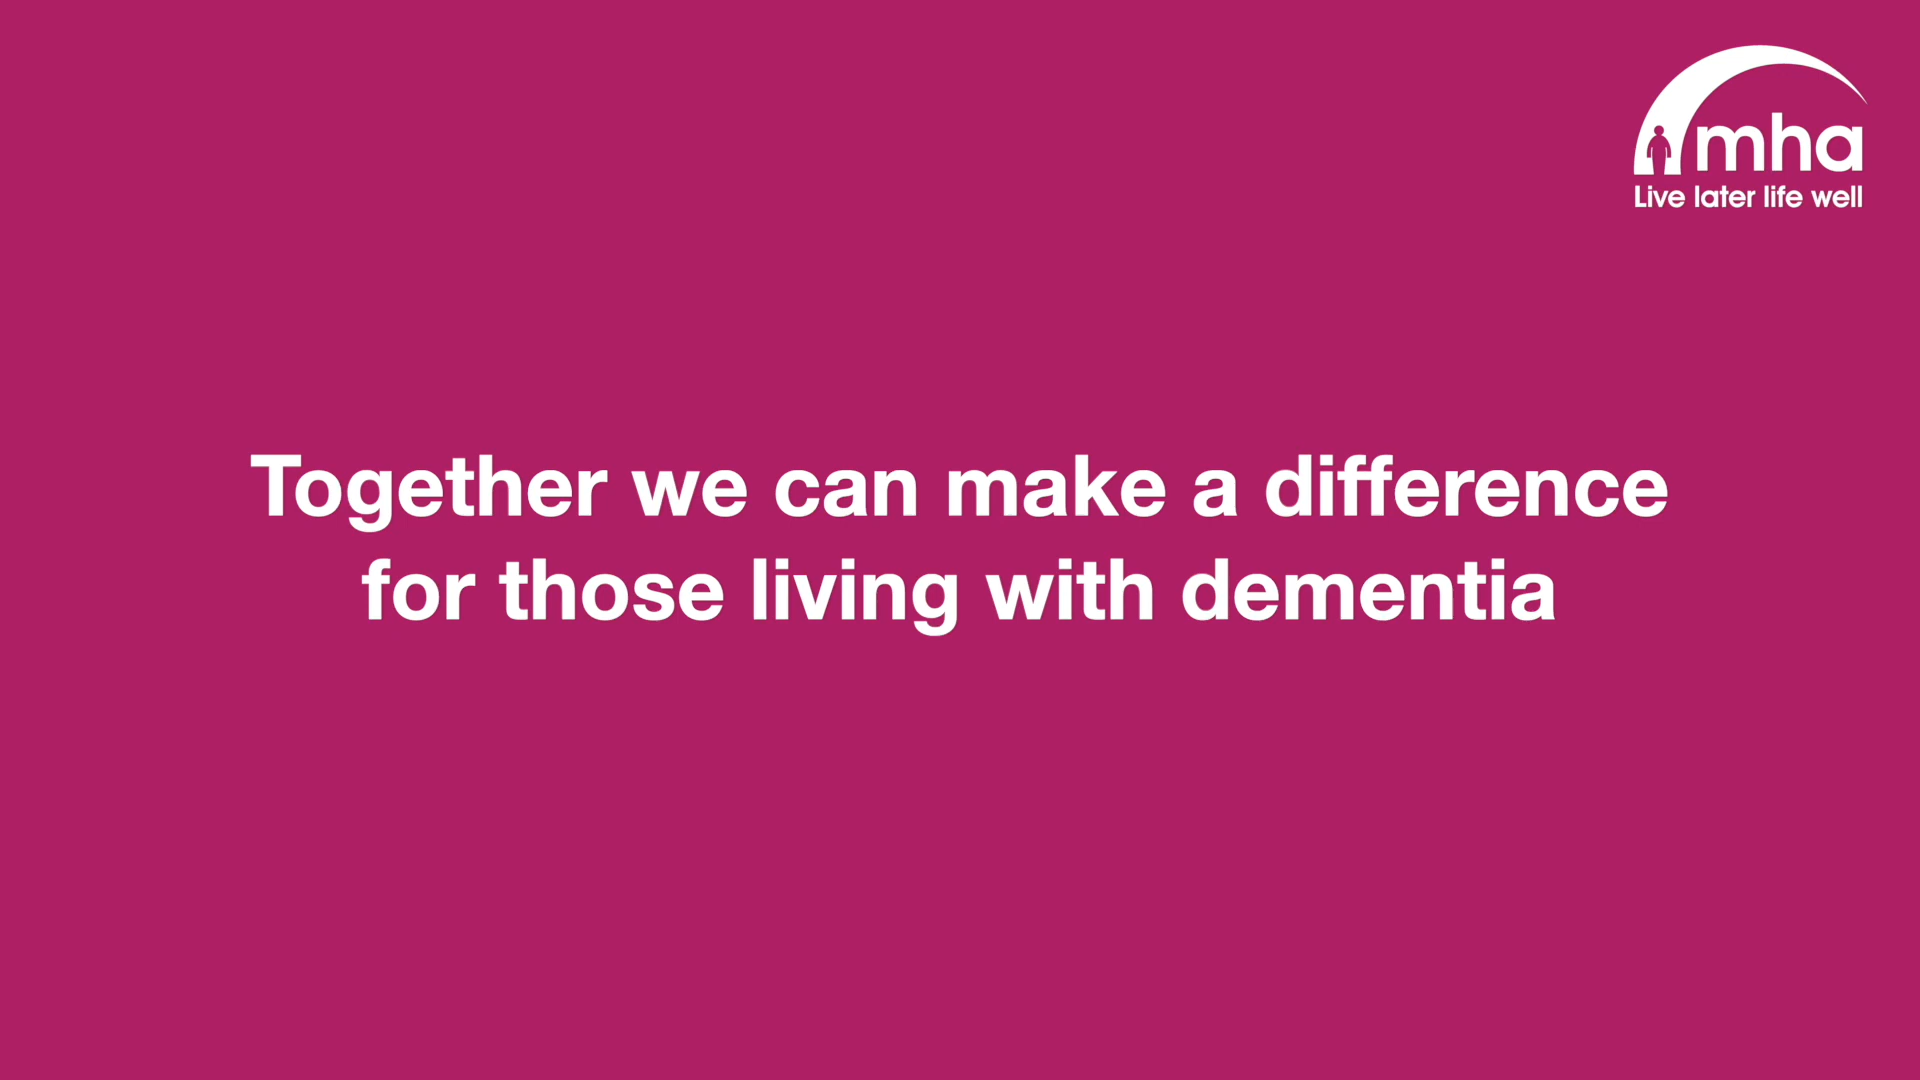 mha
Live later life well
Together we can make a difference
for those living with dementia